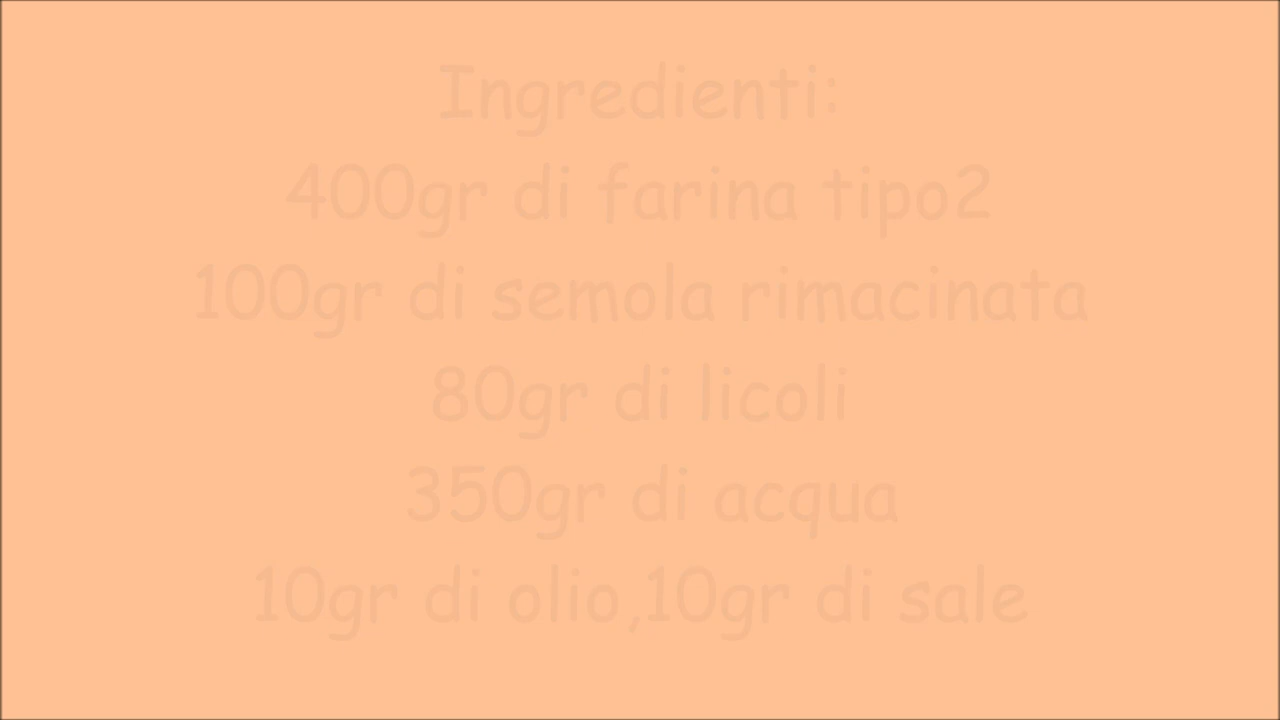 Ingredienti:
400gr di farina tipo2
100gr di semola rimacinata
80gr di licoli
350gr di acqua
10gr di olio,10gr di sale